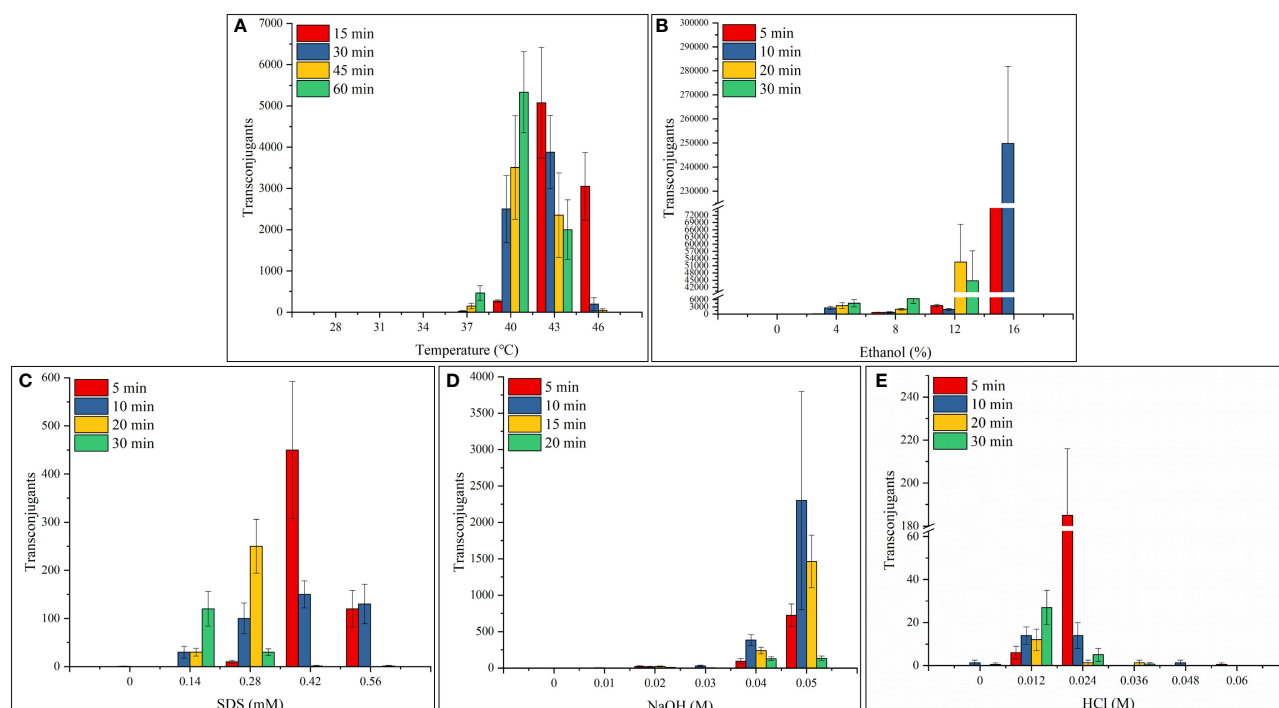 A
15 min
30 min
45 min
60 min
7000
6000
5000
4000
3000
2000
1000
0
Transconjugants
28 31 34 37 40 43 46
Temperature (°C)
B
5 min
10 min
20 min
30 min
300000
290000
280000
270000
260000
250000
240000
230000
72000
69000
66000
63000
60000
57000
54000
51000
48000
45000
42000
6000
3000
0
Transconjugants
0 4 8 12 16
Ethanol (%)
C
5 min
10 min
20 min
30 min
600
500
400
300
200
100
0
Transconjugants
0 0.14 0.28 0.42 0.56
SDS (mM)
D
5 min
10 min
15 min
20 min
4000
3500
3000
2500
2000
1500
1000
500
0
Transconjugants
0 0.01 0.02 0.03 0.04 0.05
NaOH (M)
E
5 min
10 min
20 min
30 min
240
220
200
180
60
40
20
0
Transconjugants
0 0.012 0.024 0.036 0.048 0.06
HCl (M)